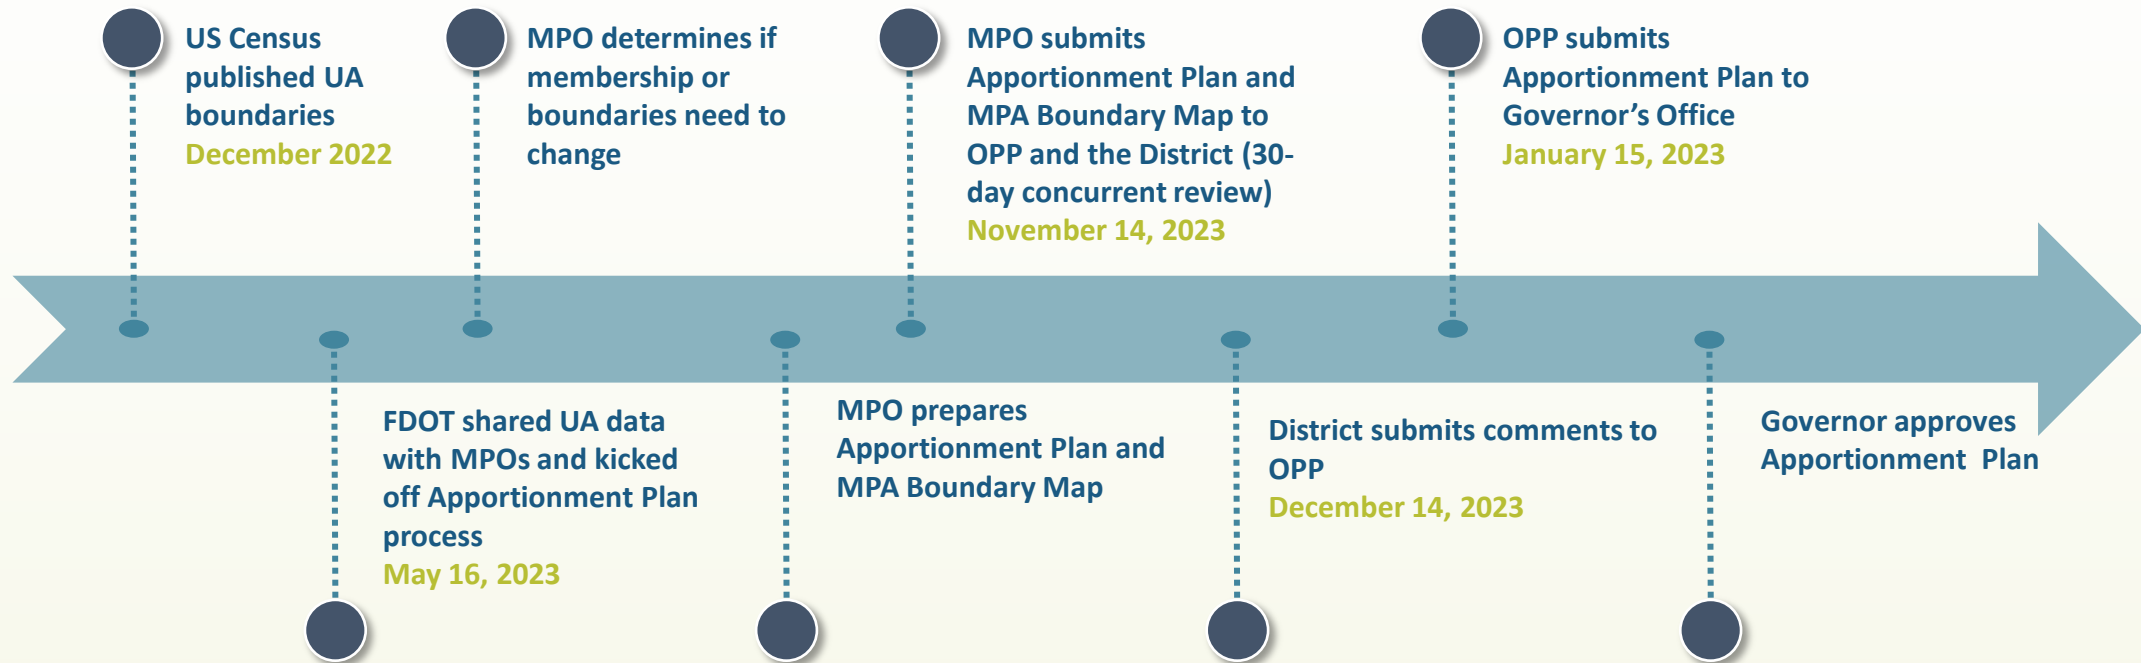 US Census
published UA
boundaries
December 2022
FDOT shared UA data
with MPOs and kicked
off Apportionment Plan
process
May 16, 2023
MPO determines if
membership or
boundaries need to
change
MPO prepares
Apportionment Plan and
MPA Boundary Map
MPO submits
Apportionment Plan and
MPA Boundary Map to
OPP and the District (30-
day concurrent review)
November 14, 2023
District submits comments to
OPP
December 14, 2023
OPP submits
Apportionment Plan to
Governor’s Office
January 15, 2023
Governor approves
Apportionment Plan